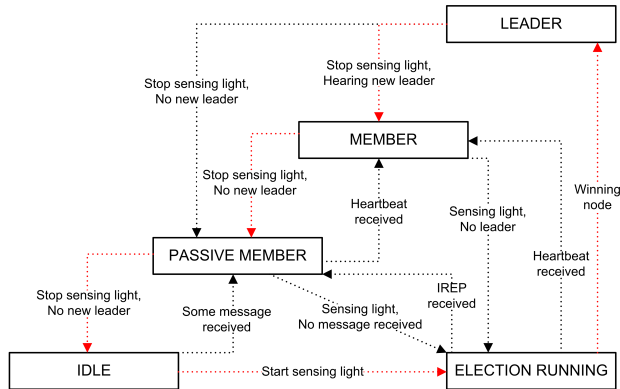 LEADER
Stop sensing light,
Hearing new leader
Stop sensing light,
No new leader
MEMBER
Stop sensing light,
No new leader
Heartbeat
received
Sensing light,
No leader
Winning
node
PASSIVE MEMBER
Heartbeat
received
Stop sensing light,
No new leader
Some message
received
Sensing light,
No message received
IREP
received
IDLE
Start sensing light
ELECTION RUNNING